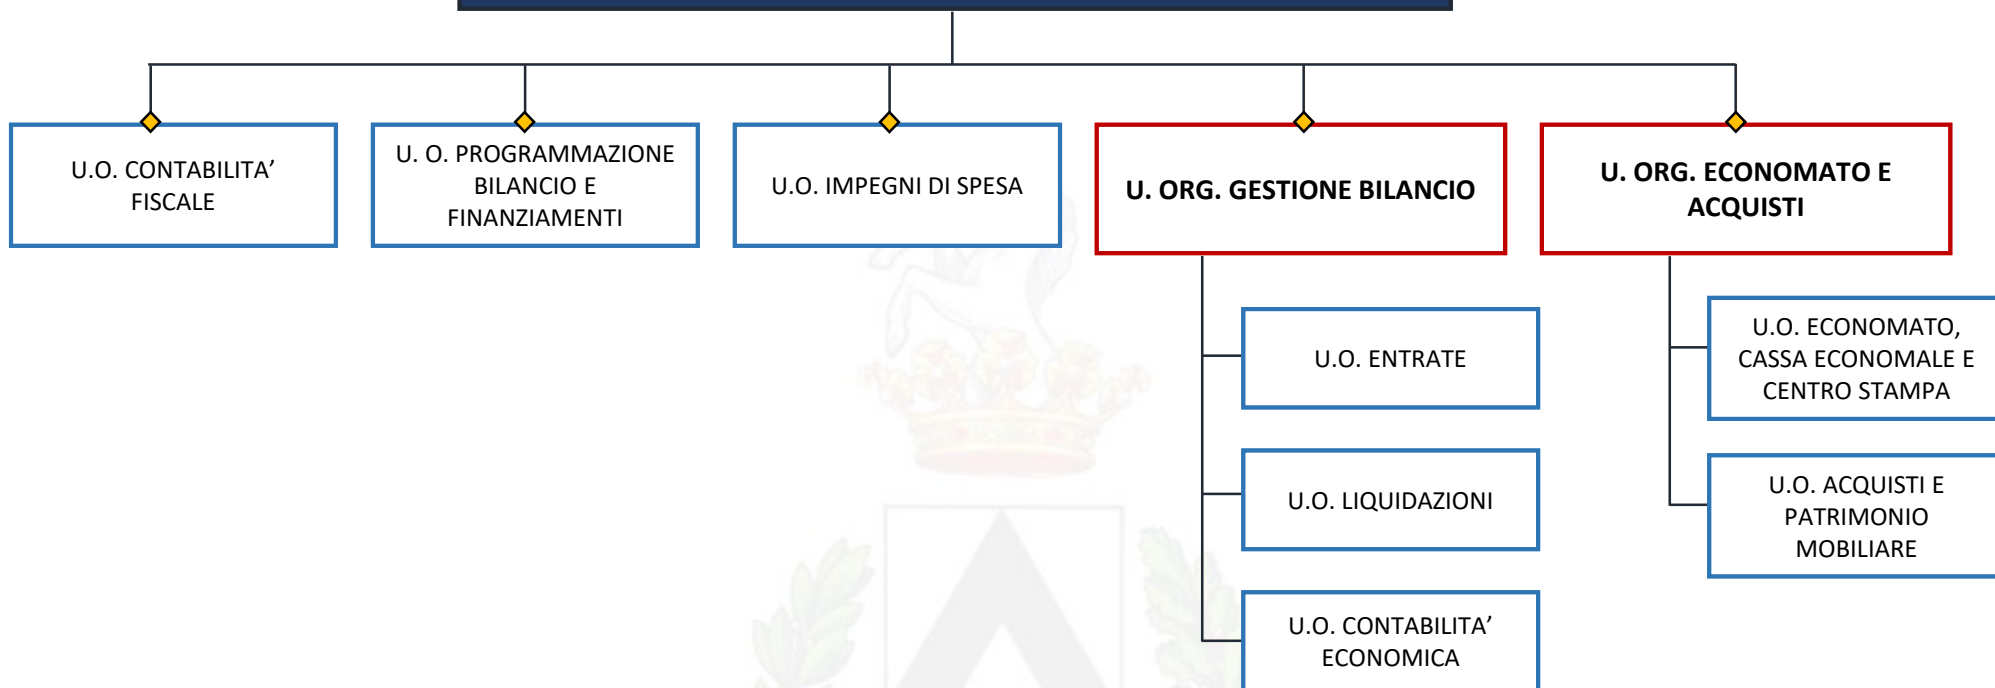 U.O. CONTABILITA’
FISCALE
U. O. PROGRAMMAZIONE
BILANCIO E
FINANZIAMENTI
U.O. IMPEGNI DI SPESA
U. ORG. GESTIONE BILANCIO
U. ORG. ECONOMATO E
ACQUISTI
U.O. ENTRATE
U.O. LIQUIDAZIONI
U.O. CONTABILITA’
ECONOMICA
U.O. ECONOMATO,
CASSA ECONOMALE E
CENTRO STAMPA
U.O. ACQUISTI E
PATRIMONIO
MOBILIARE